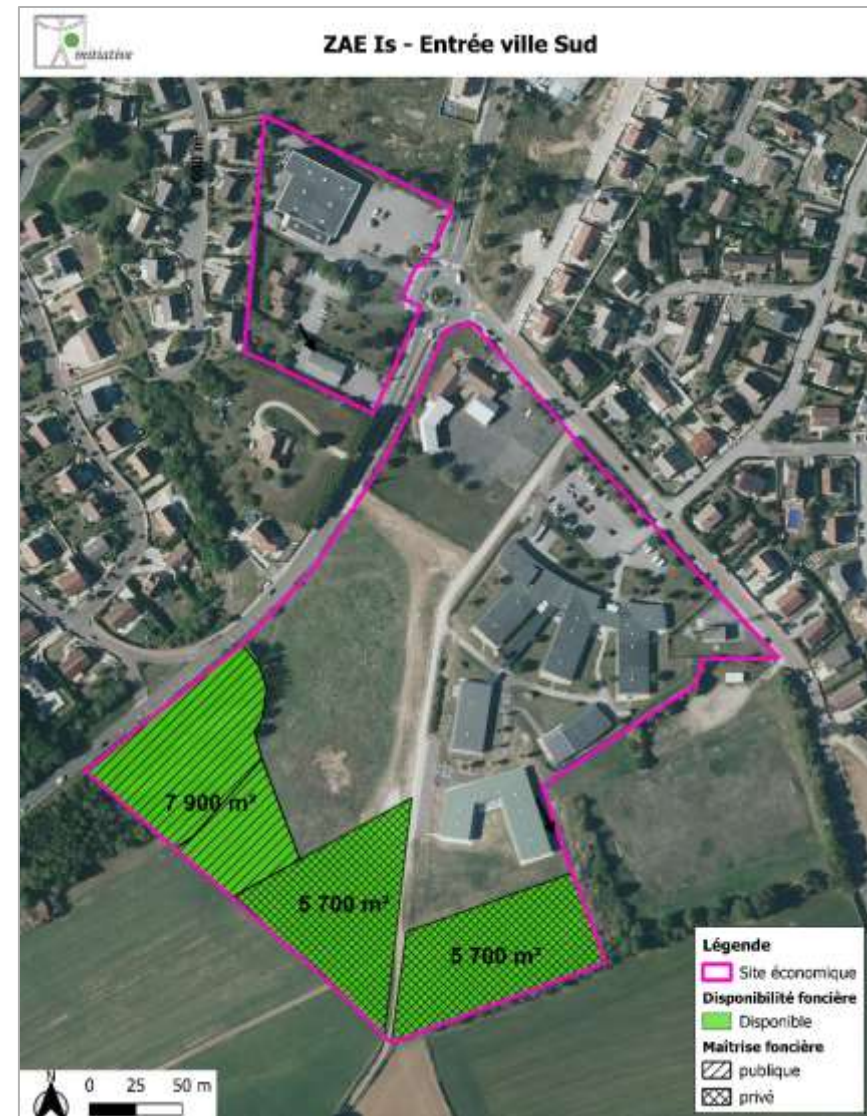 initiative
ZAE Is - Entrée ville Sud
7 900 m²
5 700 m²
5 700 m²
Légende
Site économique
Disponibilité foncière
Disponible
Maîtrise foncière
publique
privé
N
0 25 50 m